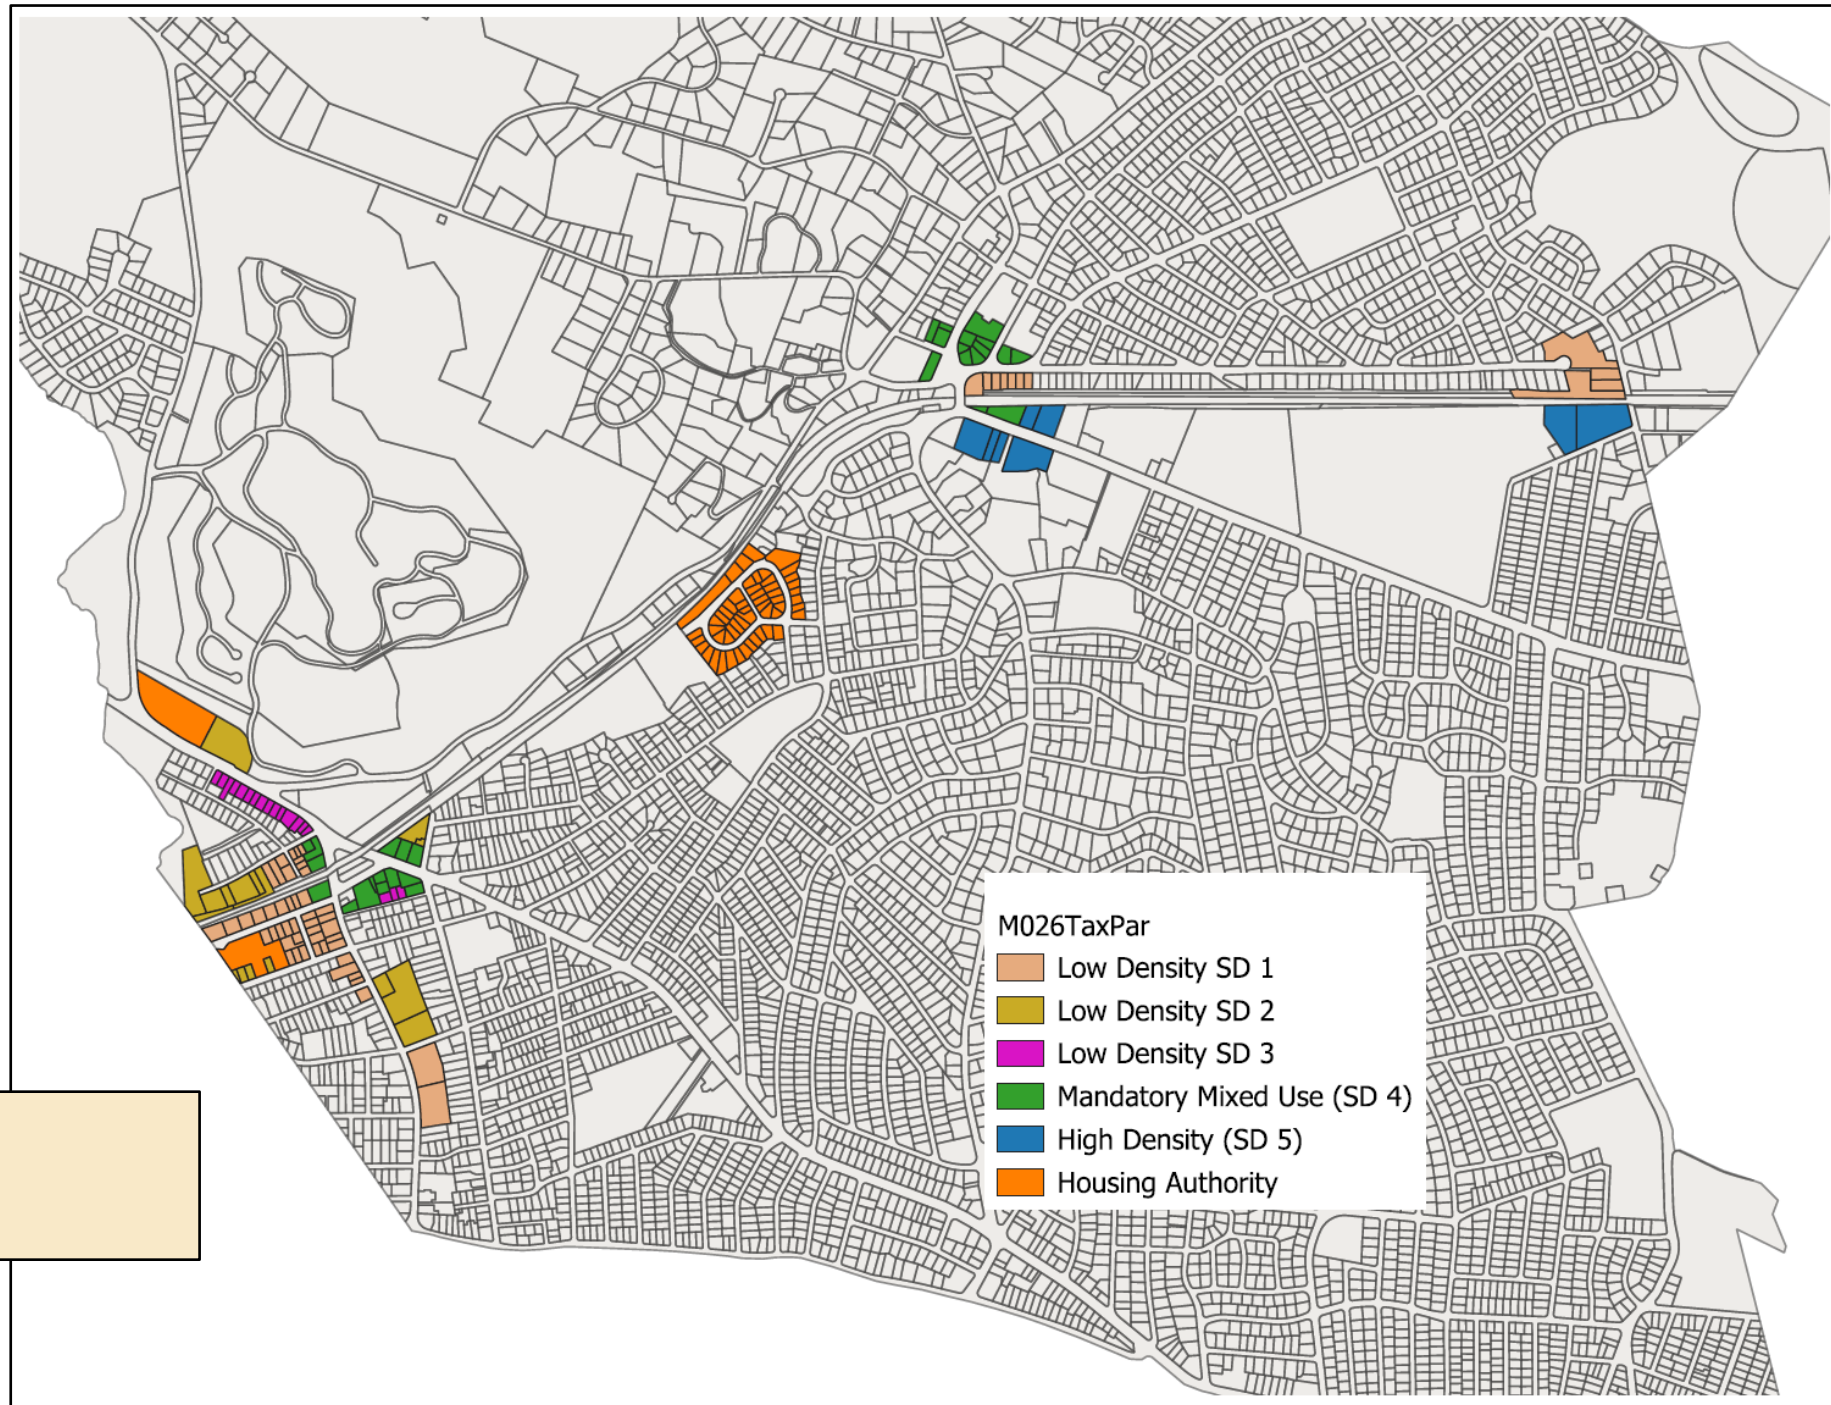 M026TaxPar
Low Density SD 1
Low Density SD 2
Low Density SD 3
Mandatory Mixed Use (SD 4)
High Density (SD 5)
Housing Authority